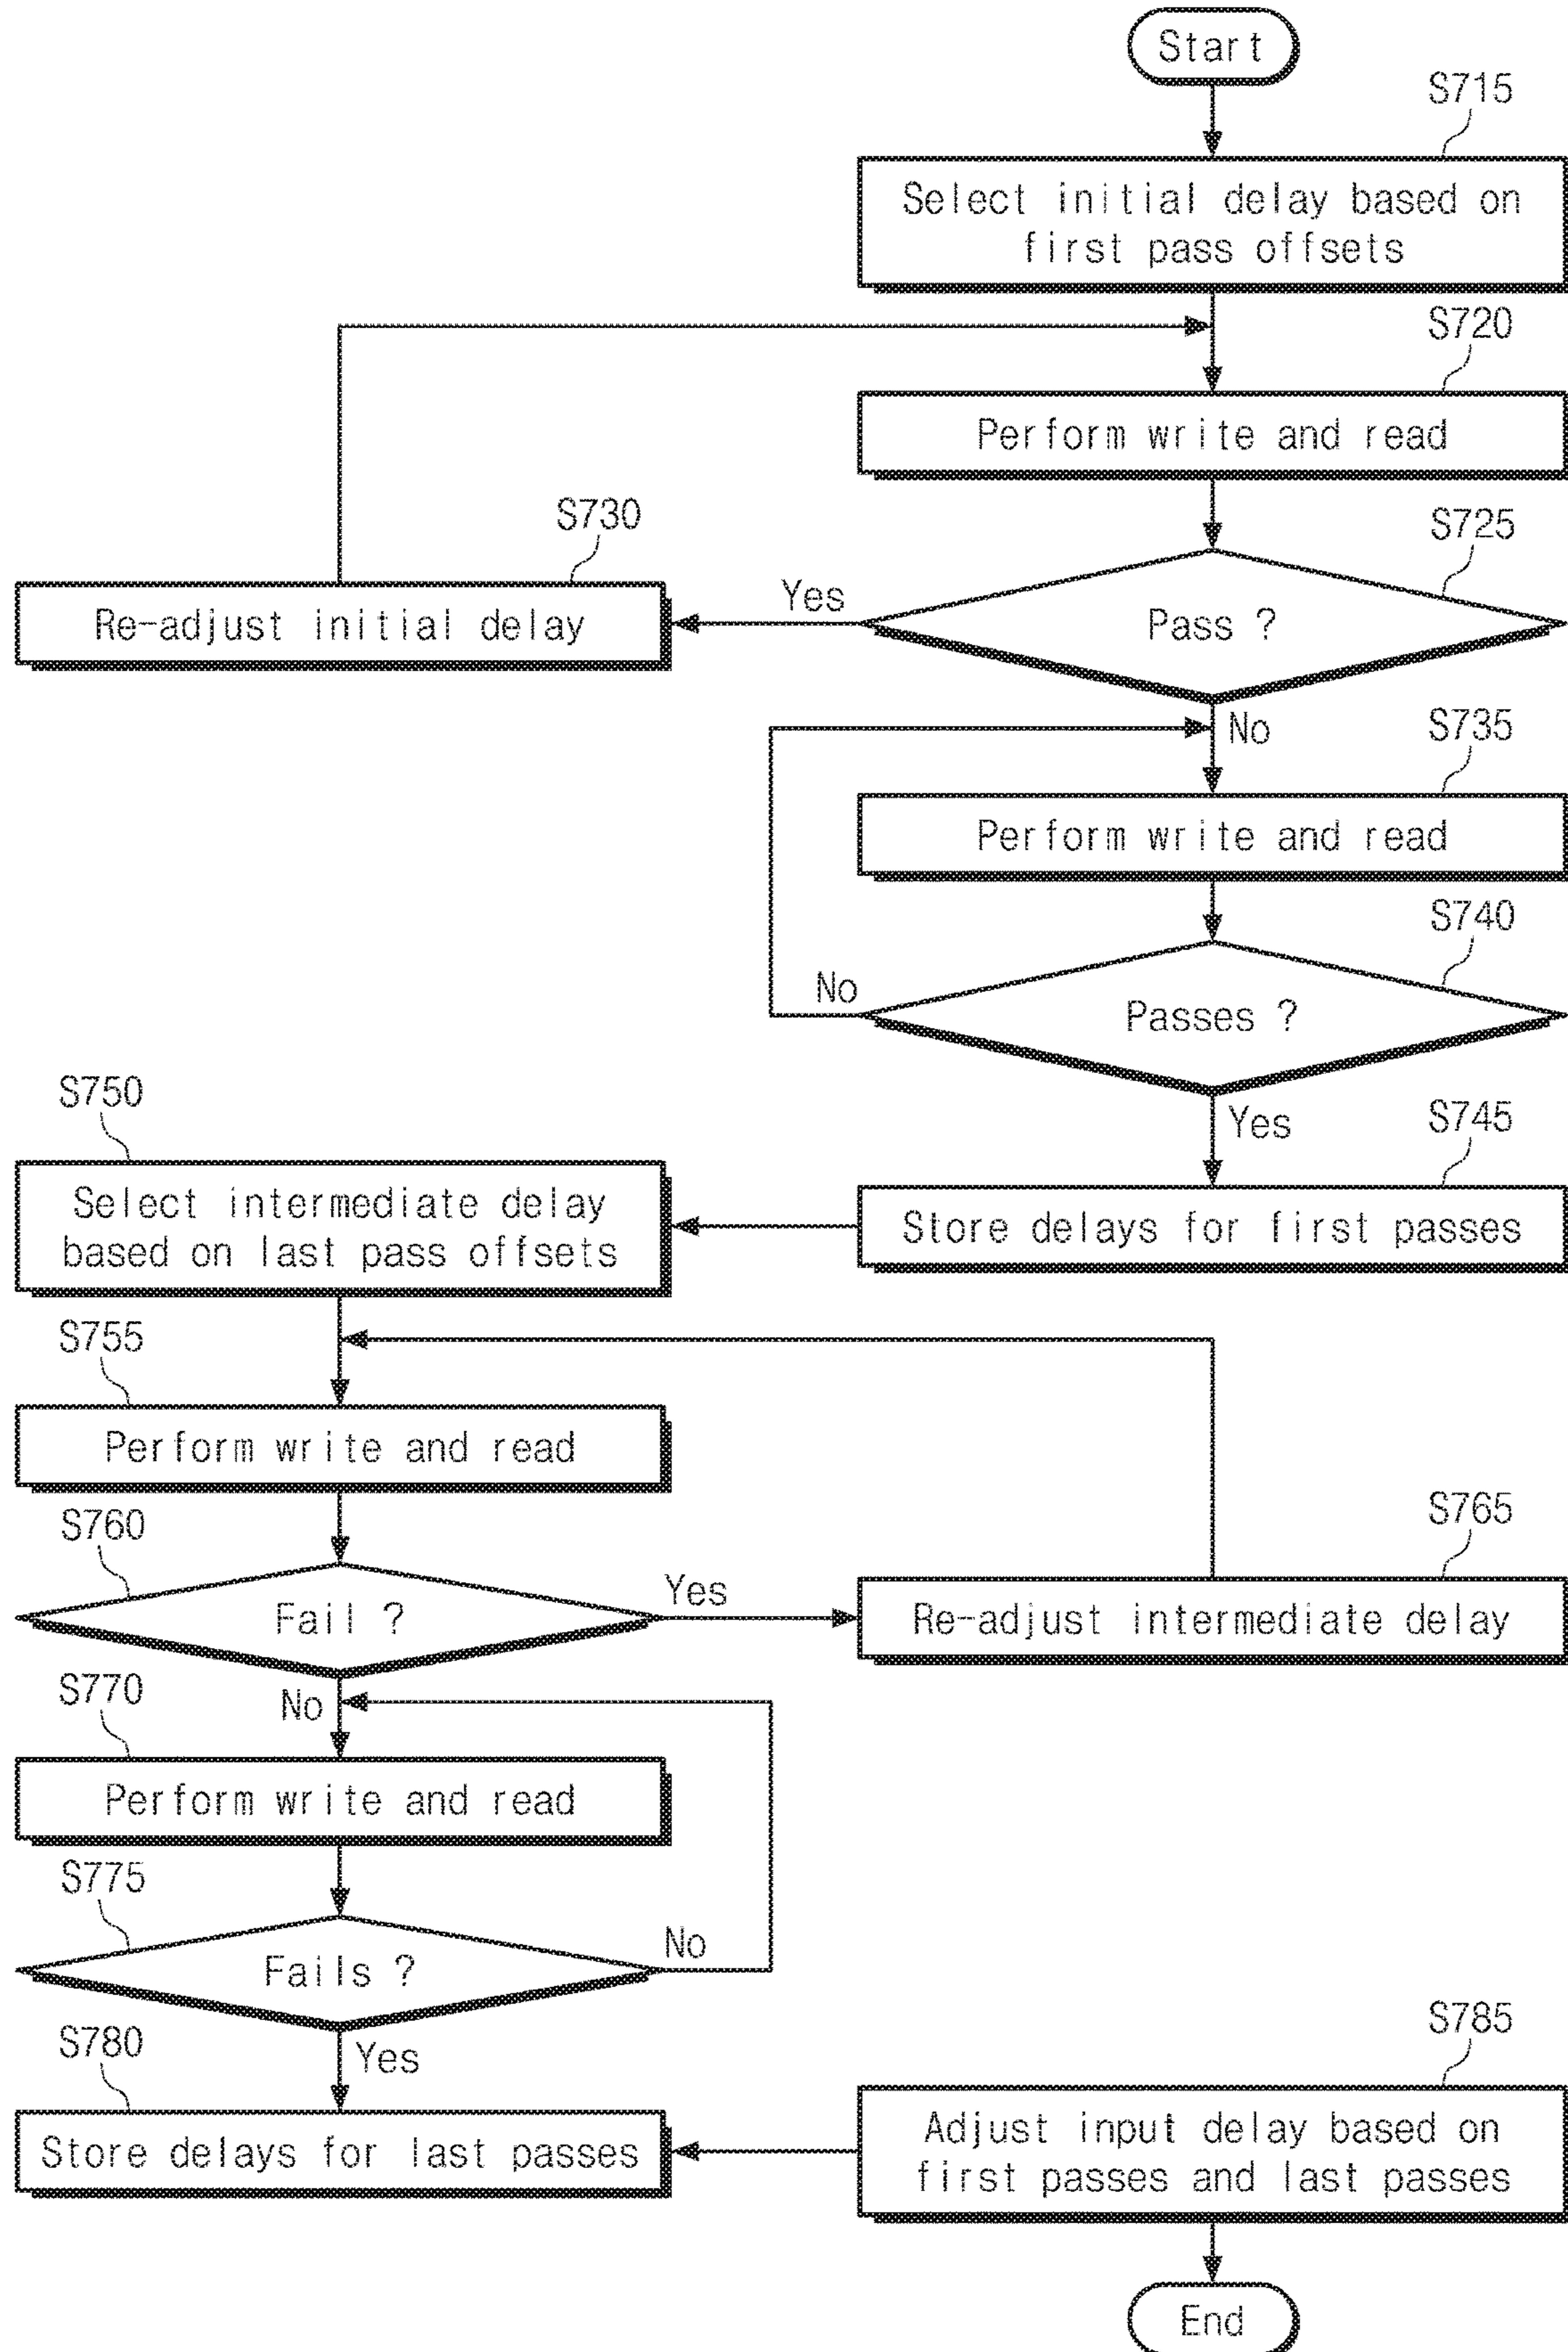 Start
S715
Select initial delay based on
first pass offsets
S720
Perform write and read
S730
S725
Re-adjust initial delay
Yes
Pass ?
No
S735
Perform write and read
S740
No
Passes ?
S750
Yes
S745
Select intermediate delay
based on last pass offsets
Store delays for first passes
S755
Perform write and read
S760
S765
Fail ?
Yes
Re-adjust intermediate delay
S770
No
Perform write and read
S775
Fails ?
No
S780
Yes
S785
Store delays for last passes
Adjust input delay based on
first passes and last passes
End